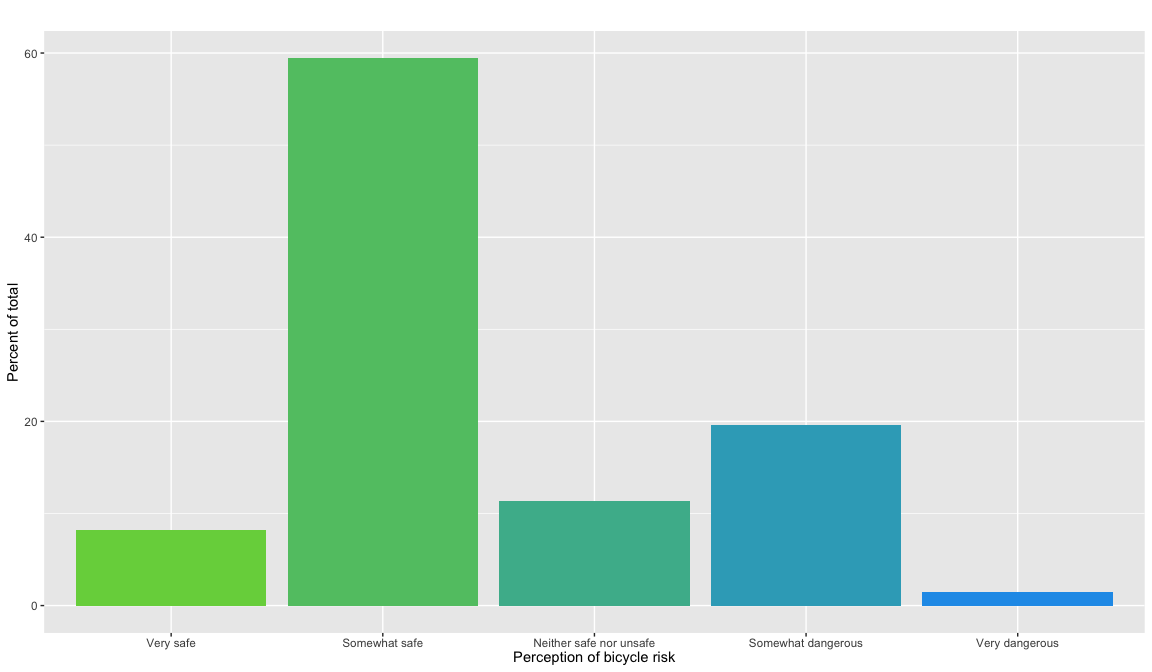 60
40
20
0
Percent of total
Very safe
Somewhat safe
Neither safe nor unsafe
Somewhat dangerous
Very dangerous
Perception of bicycle risk